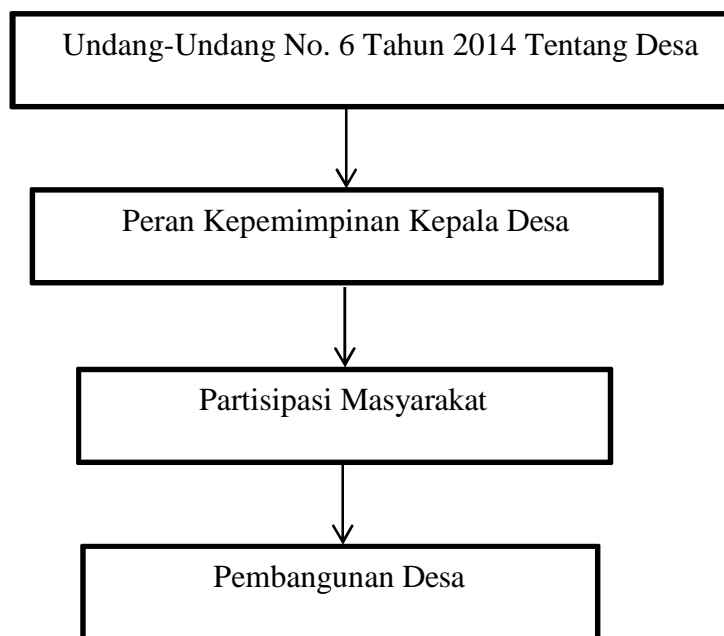 Undang-Undang No. 6 Tahun 2014 Tentang Desa
Peran Kepemimpinan Kepala Desa
Partisipasi Masyarakat
Pembangunan Desa